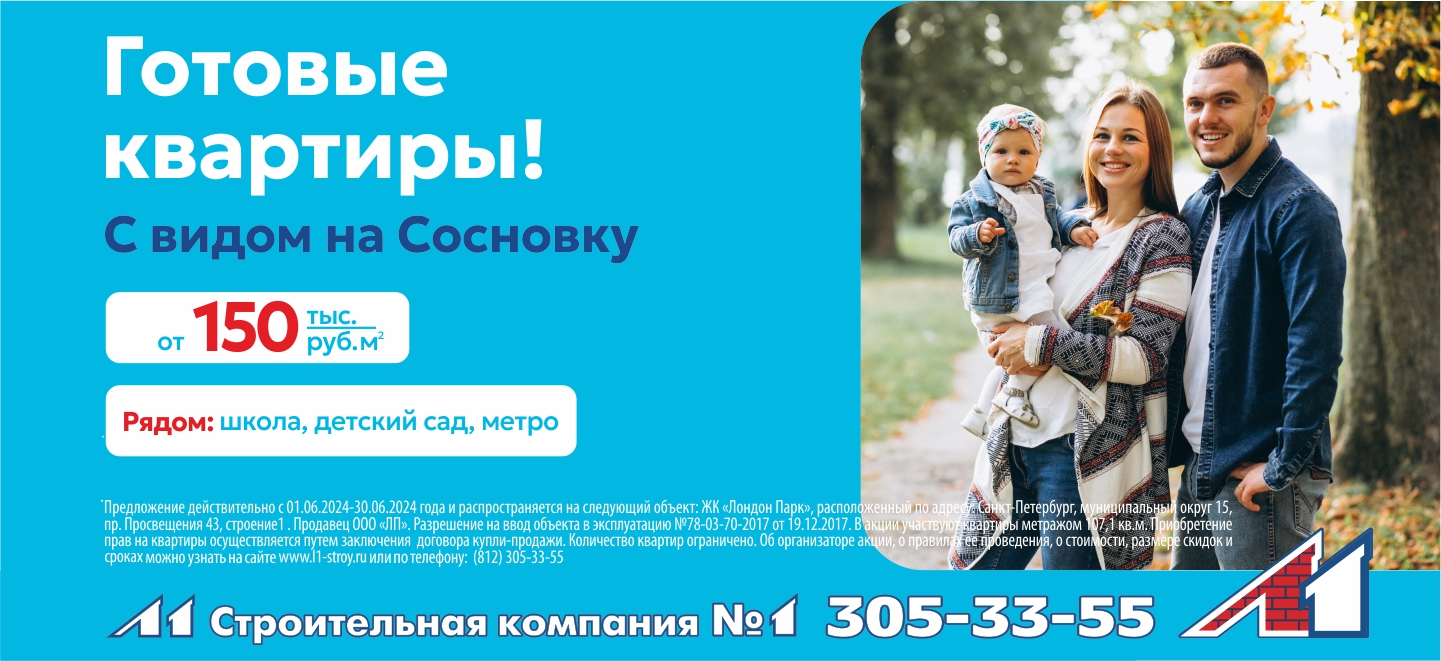 Готовые
квартиры!
С видом на Сосновку
от 150 тыс.
руб.м²
Рядом: школа, детский сад, метро
*Предложение действительно с 01.06.2024-30.06.2024 года и распространяется на следующий объект: ЖК «Лондон Парк», расположенный по адресу: Санкт-Петербург, муниципальный округ 15,
пр. Просвещения 43, строение1 . Продавец ООО «ЛП». Разрешение на ввод объекта в эксплуатацию №78-03-70-2017 от 19.12.2017. В акции участвуют квартиры метражом 107,1 кв.м. Приобретение
прав на квартиры осуществляется путем заключения договора купли-продажи. Количество квартир ограничено. Об организаторе акции, о правилах ее проведения, о стоимости, размере скидок и
сроках можно узнать на сайте www.l1-stroy.ru или по телефону: (812) 305-33-55
Л1 Строительная компания №1 305-33-55 Л1